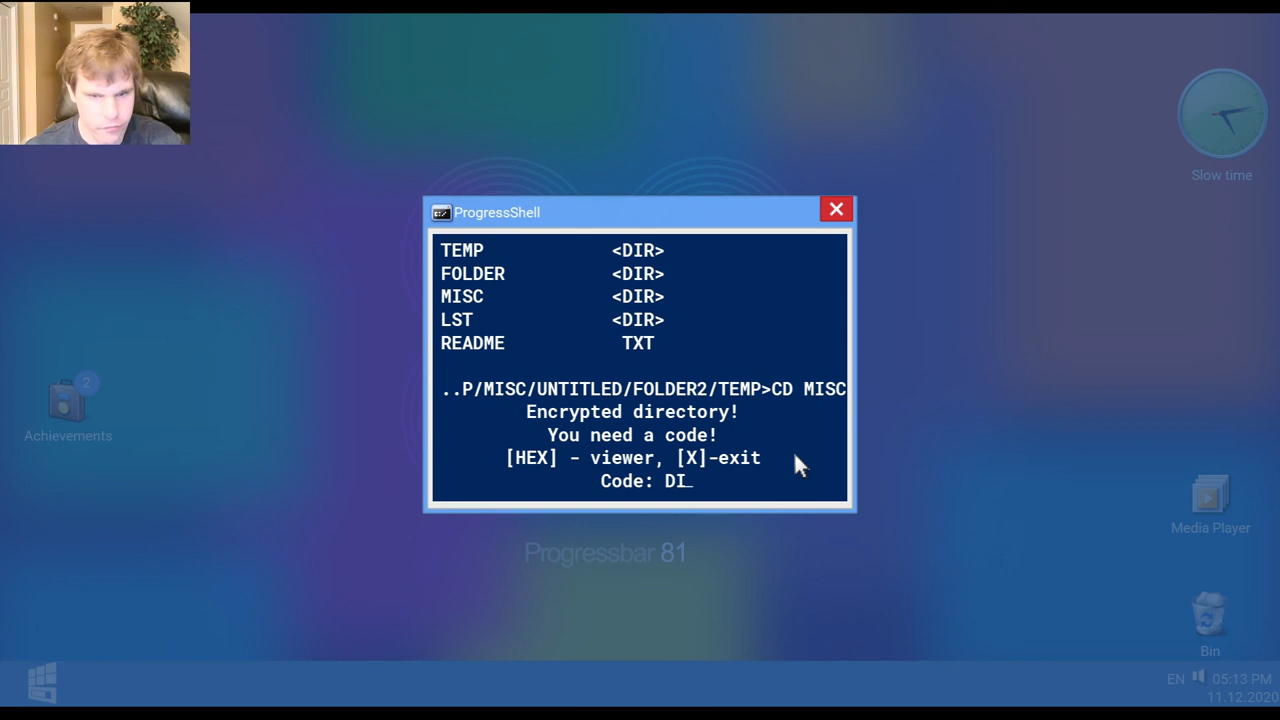 Slow time
ProgressShell
TEMP <DIR>
FOLDER <DIR>
MISC <DIR>
LST <DIR>
README TXT
..P/MISC/UNTITLED/FOLDER2/TEMP>CD MISC
Encrypted directory!
You need a code!
[HEX] - viewer, [X]-exit
Code: DI_
2
Achievements
Media Player
Progressbar 81
Bin
EN 05:13 PM
11.12.2020